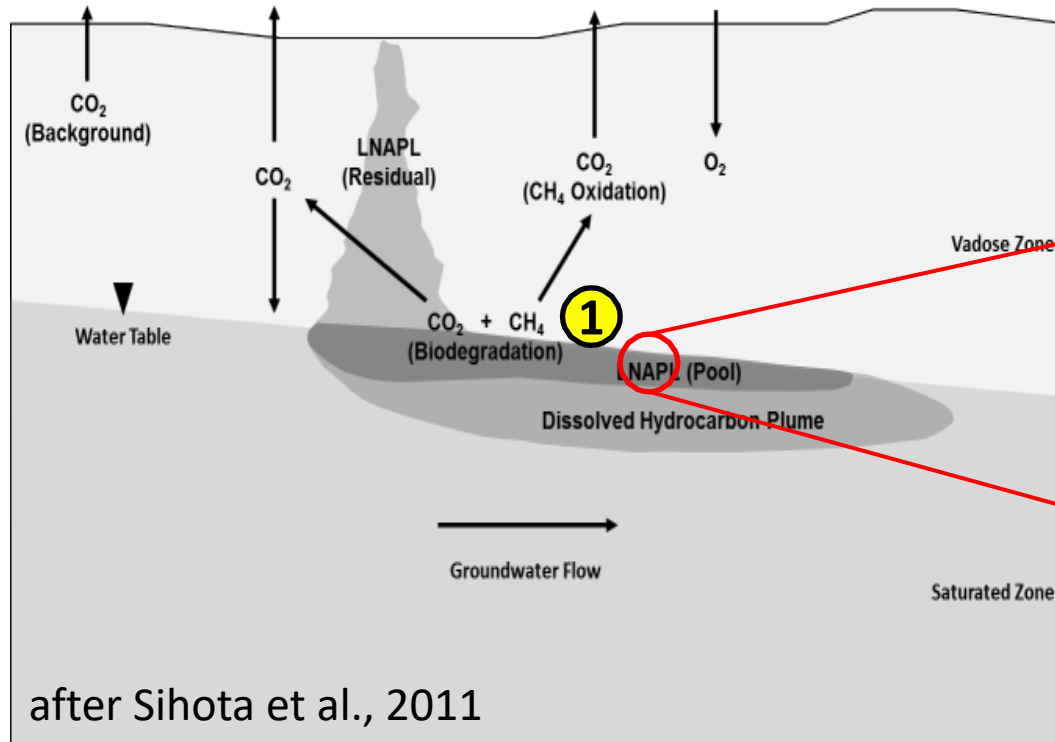 CO₂
(Background)
CO₂
LNAPL
(Residual)
CO₂
(CH₄ Oxidation)
O₂
Vadose Zone
Water Table
CO₂ + CH₄
(Biodegradation)
1
LNAPL (Pool)
Dissolved Hydrocarbon Plume
Groundwater Flow
Saturated Zone
after Sihota et al., 2011